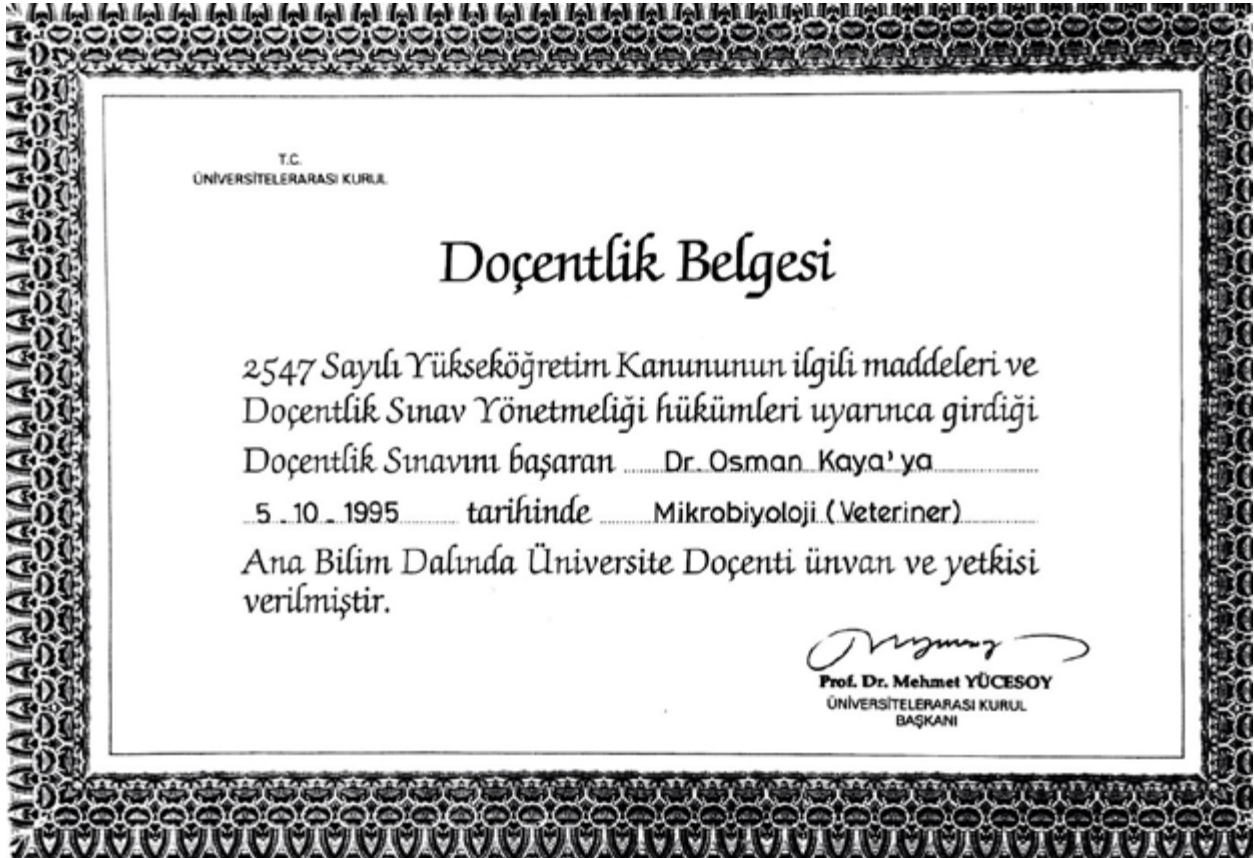 T.C.
ÜNİVERSİTELERARASI KURUL
Doçentlik Belgesi
2547 Sayılı Yükseköğretim Kanununun ilgili maddeleri ve
Doçentlik Sınav Yönetmeliği hükümleri uyarınca girdiği
Doçentlik Sınavını başaran Dr. Osman Kaya'ya
5.10.1995 tarihinde Mikrobiyoloji (Veteriner)
Ana Bilim Dalında Üniversite Doçenti ünvan ve yetkisi
verilmiştir.
Prof. Dr. Mehmet YÜCESOY
ÜNİVERSİTELERARASI KURUL
BAŞKANI